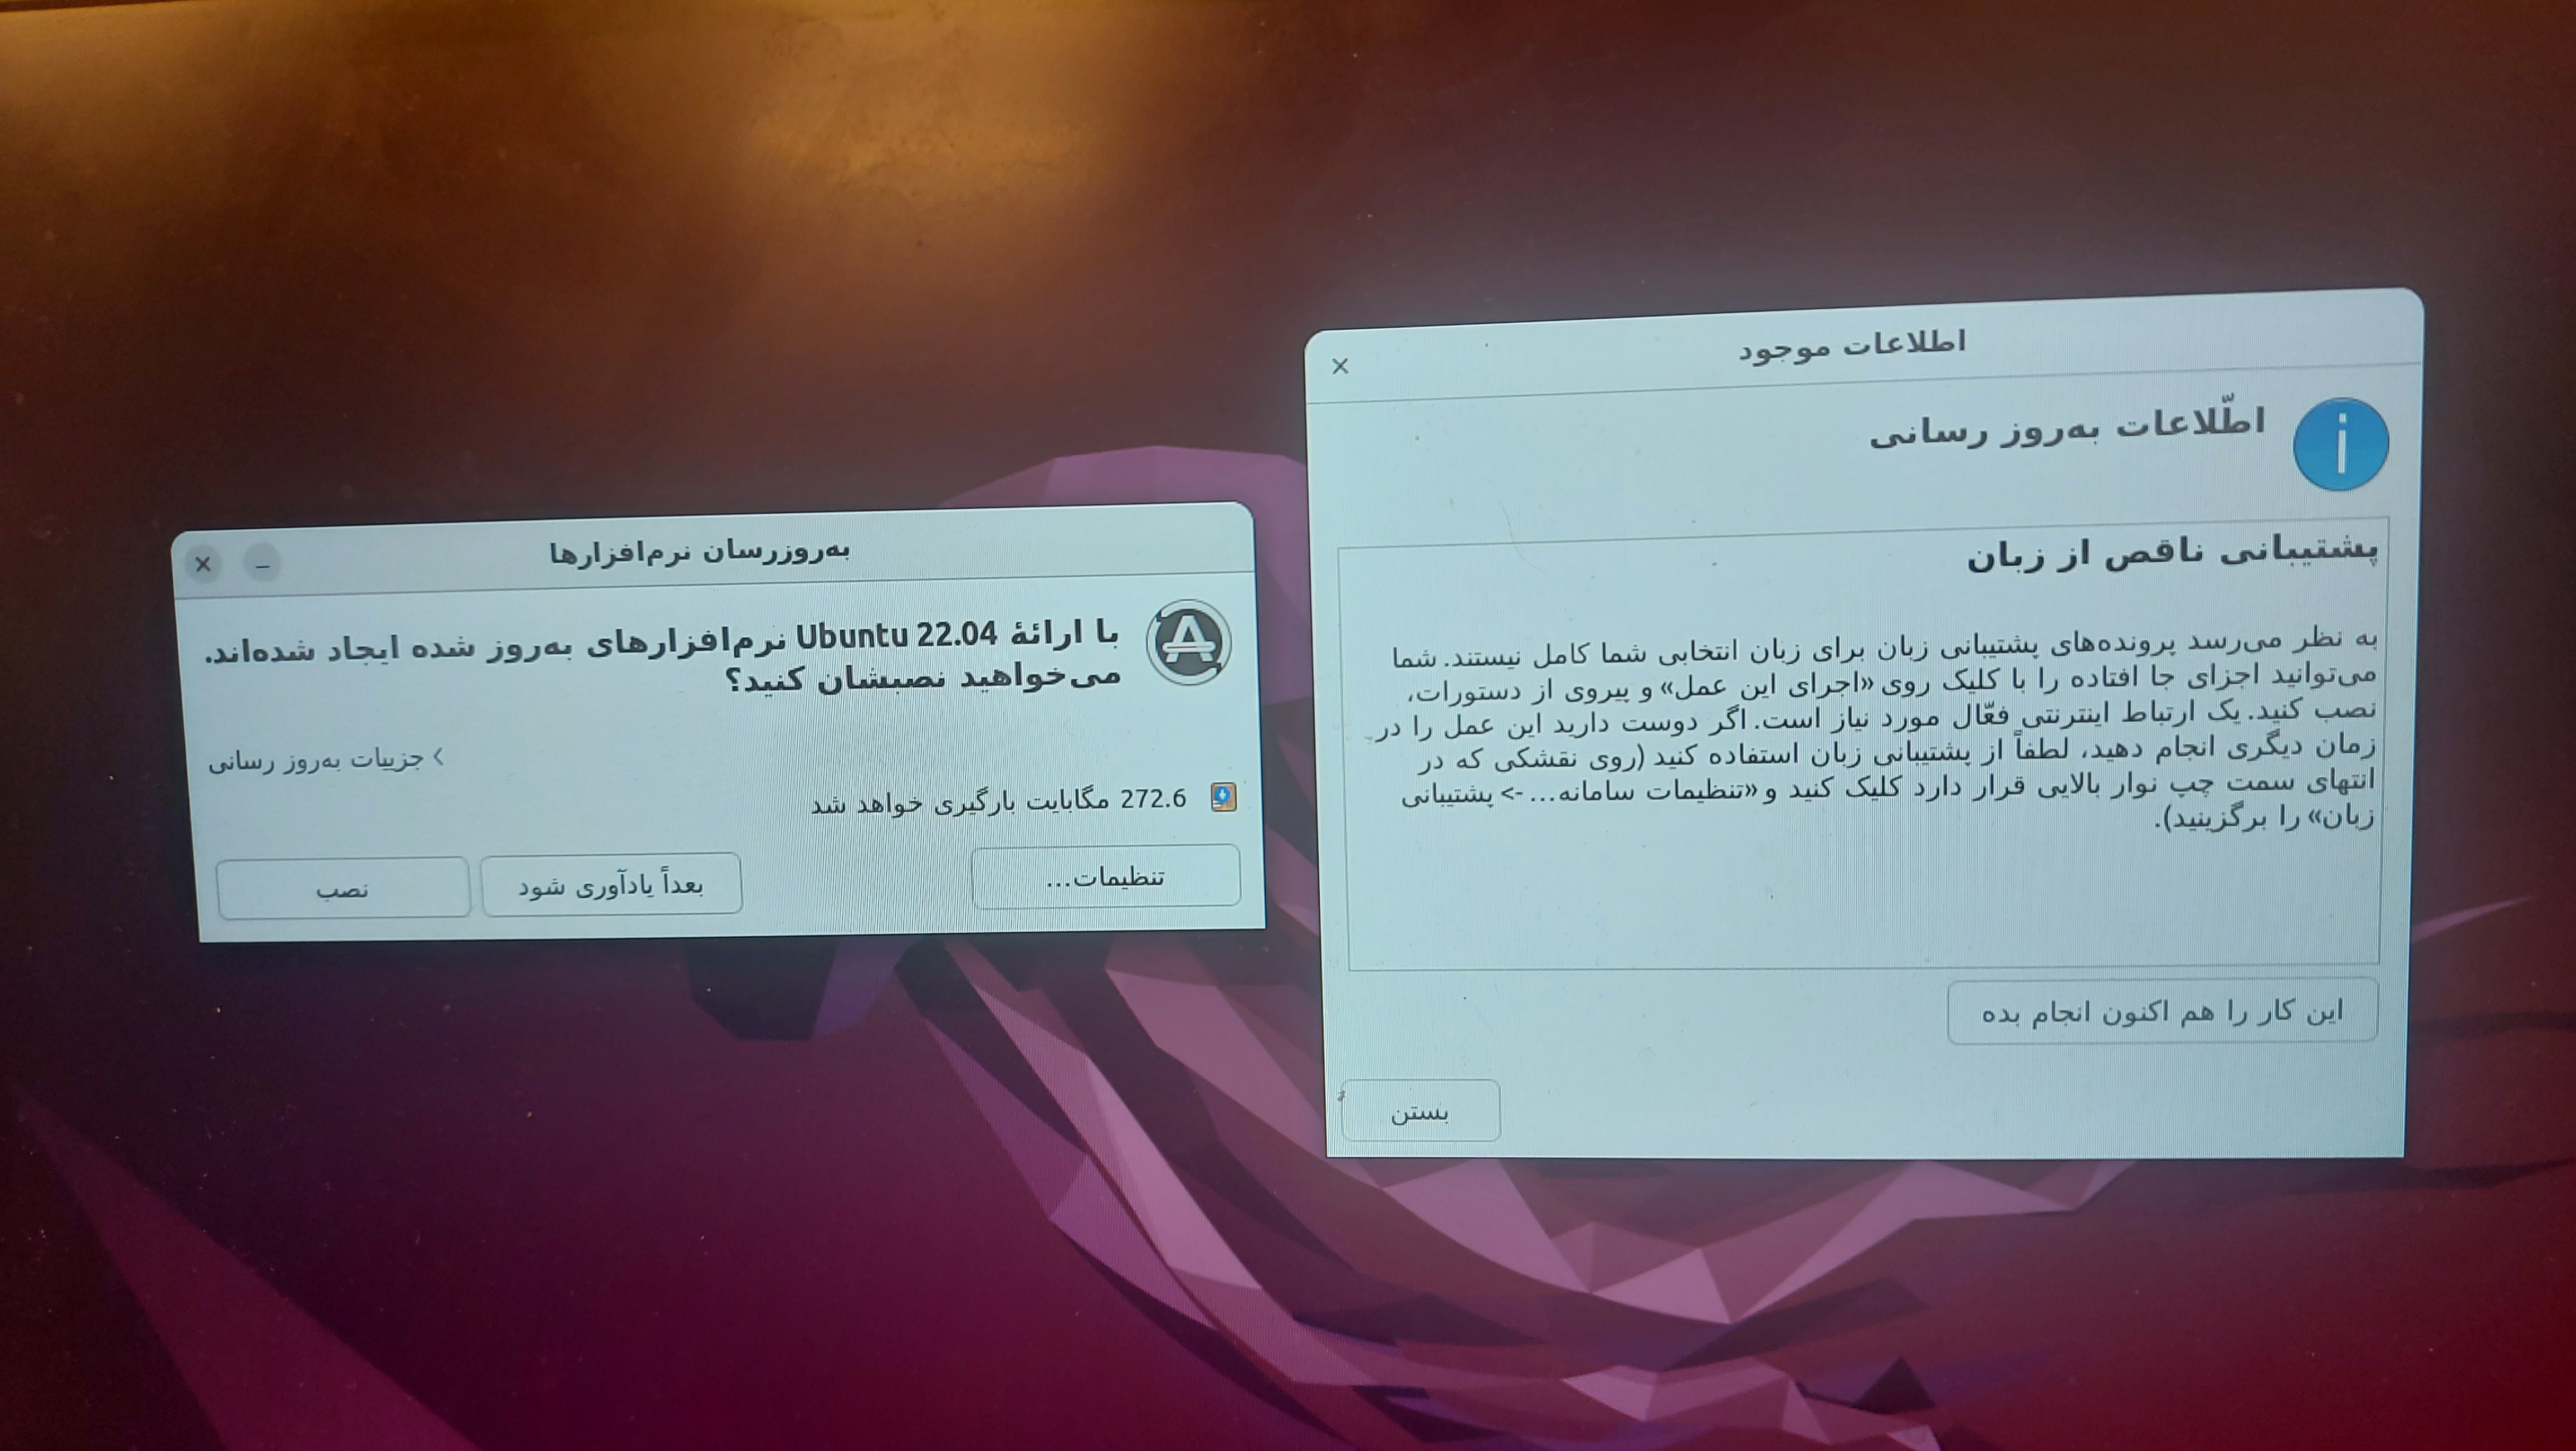 اطلاعات موجود
اطّلاعات به‌روز رسانی
پشتیبانی ناقص از زبان
به نظر می‌رسد پرونده‌های پشتیبانی زبان برای زبان انتخابی شما کامل نیستند. شما
می‌توانید اجزای جا افتاده را با کلیک روی «اجرای این عمل» و پیروی از دستورات،
نصب کنید. یک ارتباط اینترنتی فعّال مورد نیاز است. اگر دوست دارید این عمل را در
زمان دیگری انجام دهید، لطفاً از پشتیبانی زبان استفاده کنید (روی نقشکی که در
انتهای سمت چپ نوار بالایی قرار دارد کلیک کنید و «تنظیمات سامانه... -> پشتیبانی
زبان» را برگزینید).
این کار را هم اکنون انجام بده
بستن
به‌روزرسان نرم‌افزارها
با ارائهٔ Ubuntu 22.04 نرم‌افزارهای به‌روز شده ایجاد شده‌اند.
می‌خواهید نصبشان کنید؟
جزییات به‌روز رسانی
272.6 مگابایت بارگیری خواهد شد
تنظیمات...
بعداً یادآوری شود
نصب